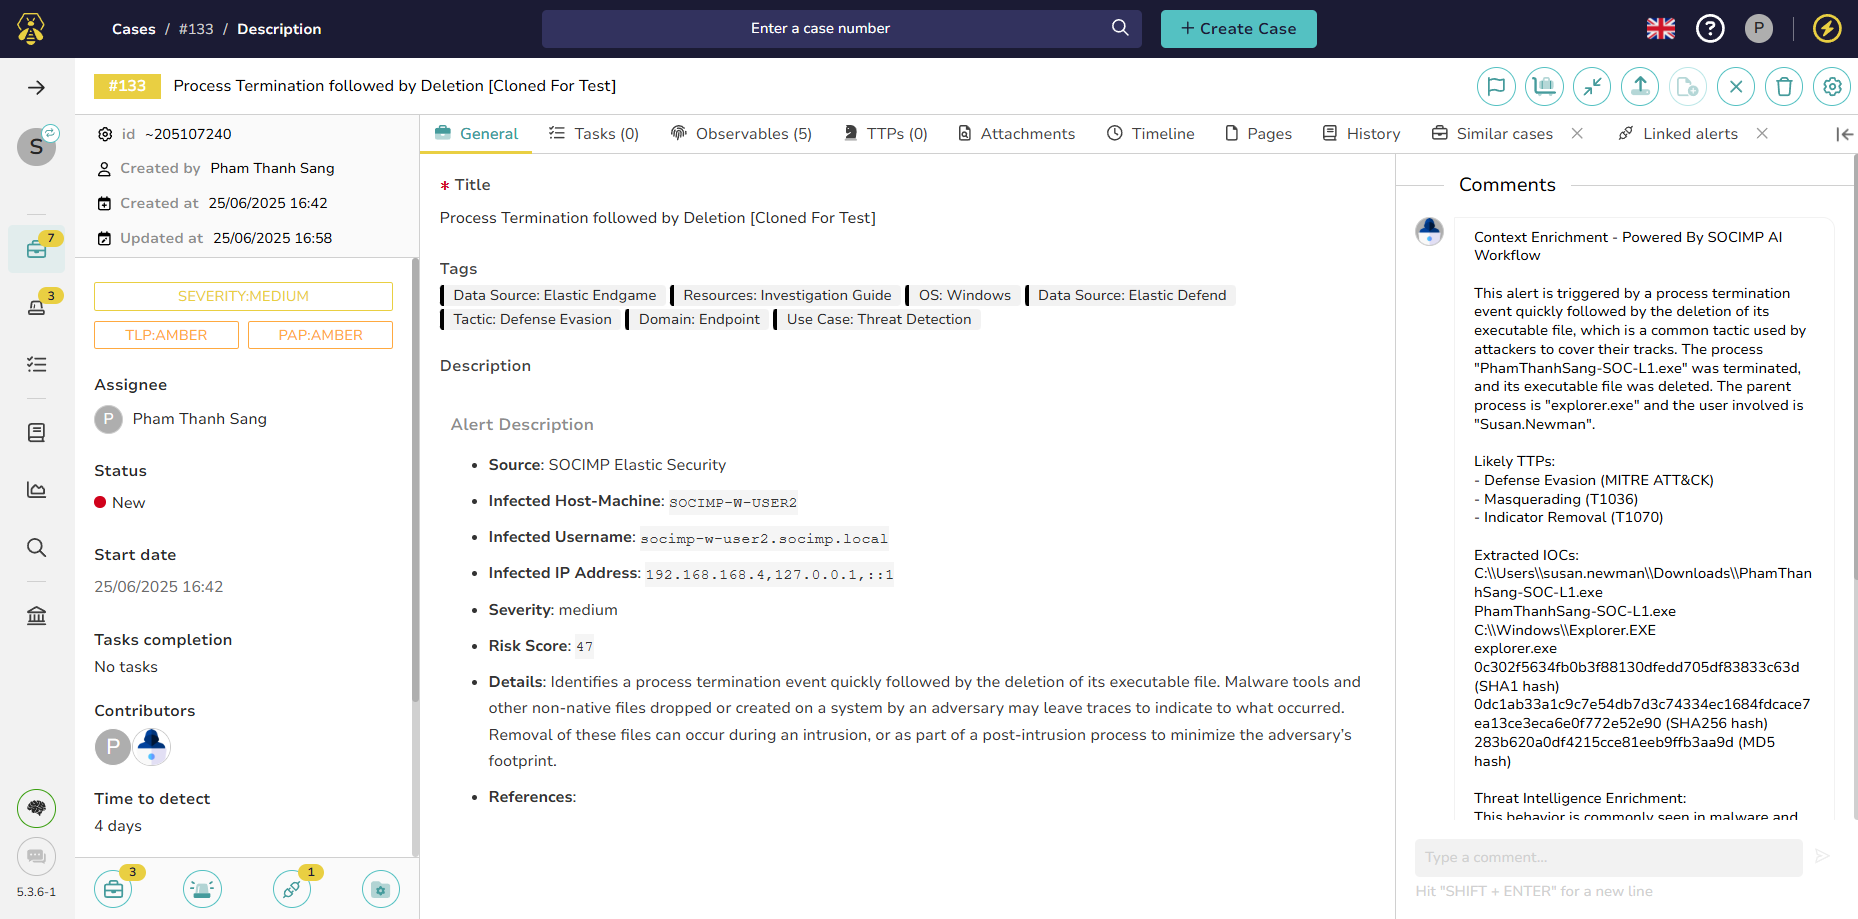 Cases / #133 / Description
Enter a case number
+ Create Case
P
#133
Process Termination followed by Deletion [Cloned For Test]
S
7
3
5.3.6-1
id ~205107240
Created by Pham Thanh Sang
Created at 25/06/2025 16:42
Updated at 25/06/2025 16:58
SEVERITY:MEDIUM
TLP:AMBER
PAP:AMBER
Assignee
P Pham Thanh Sang
Status
New
Start date
25/06/2025 16:42
Tasks completion
No tasks
Contributors
P
Time to detect
4 days
3
1
General
Tasks (0)
Observables (5)
TTPs (0)
Attachments
Timeline
Pages
History
Similar cases
Linked alerts
* Title
Process Termination followed by Deletion [Cloned For Test]
Tags
Data Source: Elastic Endgame
Resources: Investigation Guide
OS: Windows
Data Source: Elastic Defend
Tactic: Defense Evasion
Domain: Endpoint
Use Case: Threat Detection
Description
Alert Description
• Source: SOCIMP Elastic Security
• Infected Host-Machine: SOCIMP-W-USER2
• Infected Username: socimp-w-user2.socimp.local
• Infected IP Address: 192.168.168.4,127.0.0.1,::1
• Severity: medium
• Risk Score: 47
• Details: Identifies a process termination event quickly followed by the deletion of its executable file. Malware tools and
other non-native files dropped or created on a system by an adversary may leave traces to indicate to what occurred.
Removal of these files can occur during an intrusion, or as part of a post-intrusion process to minimize the adversary's
footprint.
• References:
Comments
Context Enrichment - Powered By SOCIMP AI
Workflow
This alert is triggered by a process termination
event quickly followed by the deletion of its
executable file, which is a common tactic used by
attackers to cover their tracks. The process
"PhamThanhSang-SOC-L1.exe" was terminated,
and its executable file was deleted. The parent
process is "explorer.exe" and the user involved is
"Susan.Newman".
Likely TTPs:
- Defense Evasion (MITRE ATT&CK)
- Masquerading (T1036)
- Indicator Removal (T1070)
Extracted IOCs:
C:\\Users\\susan.newman\\Downloads\\PhamThan
hSang-SOC-L1.exe
PhamThanhSang-SOC-L1.exe
C:\\Windows\\Explorer.EXE
explorer.exe
0c302f5634fb0b3f88130dfedd705df83833c63d
(SHA1 hash)
0dc1ab33a1c9c7e54db7d3c74334ec1684fdcace7
ea13ce3eca6e0f772e52e90 (SHA256 hash)
283b620a0df4215cce81eeb9ffb3aa9d (MD5
hash)
Threat Intelligence Enrichment:
This behavior is commonly seen in malware and
Type a comment...
Hit "SHIFT + ENTER" for a new line